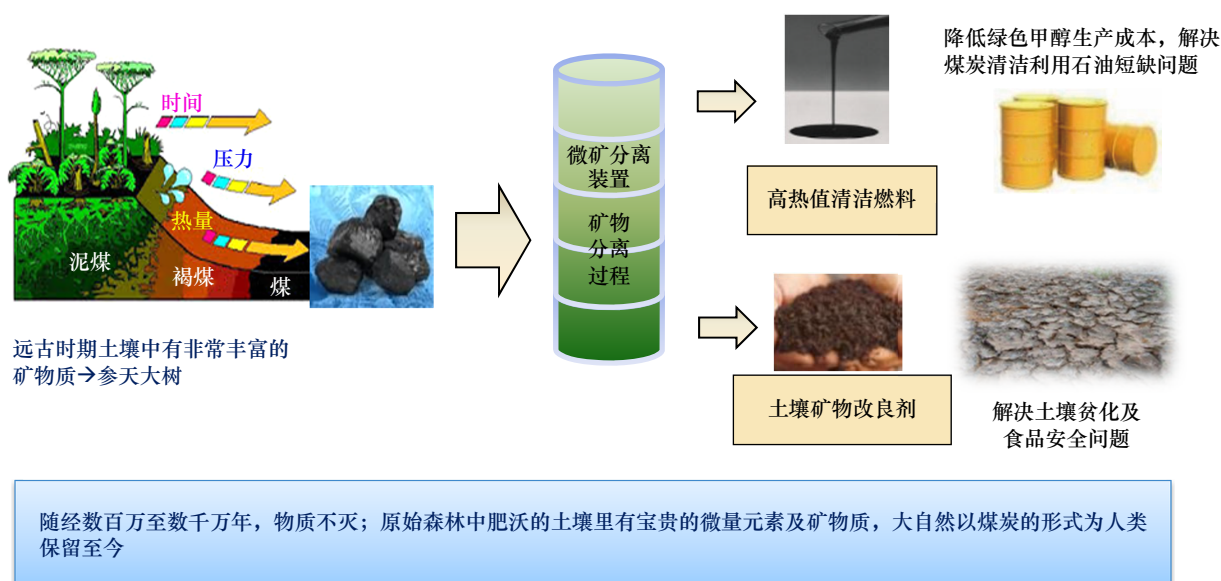 时间
压力
热量
泥煤
褐煤
煤
远古时期土壤中有非常丰富的
矿物质→参天大树
微矿分离
装置
矿物
分离
过程
降低绿色甲醇生产成本，解决
煤炭清洁利用石油短缺问题
高热值清洁燃料
土壤矿物改良剂
解决土壤贫化及
食品安全问题
随经数百万至数千万年，物质不灭；原始森林中肥沃的土壤里有宝贵的微量元素及矿物质，大自然以煤炭的形式为人类
保留至今